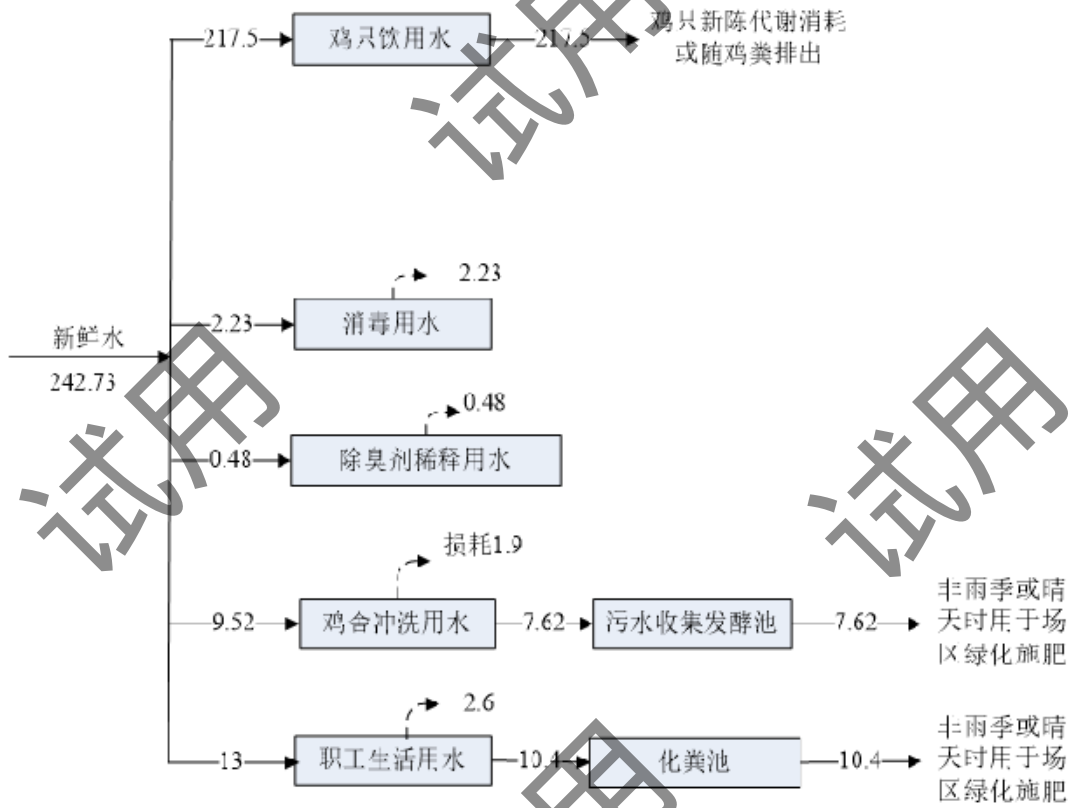 217.5
鸡只饮用水
217.5
鸡只新陈代谢消耗
或随鸡粪排出
2.23
2.23
消毒用水
新鲜水
242.73
0.48
0.48
除臭剂稀释用水
损耗1.9
9.52
鸡舍冲洗用水
7.62
污水收集发酵池
7.62
非雨季或晴
天时用于场
区绿化施肥
2.6
13
职工生活用水
10.4
化粪池
10.4
非雨季或晴
天时用于场
区绿化施肥
试用
试用
试用
试用